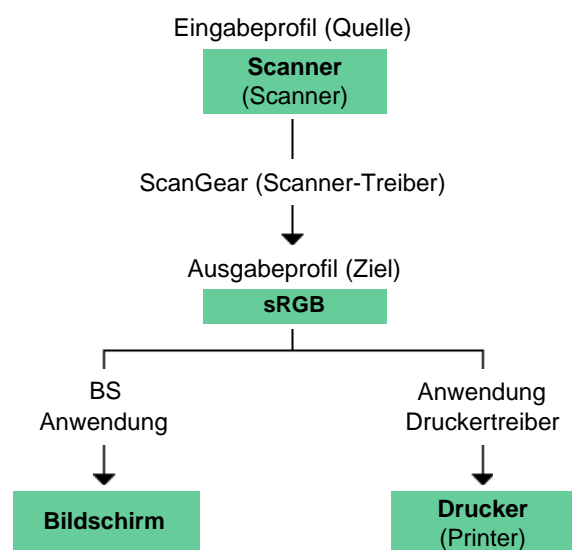 Eingabeprofil (Quelle)
Scanner
(Scanner)
ScanGear (Scanner-Treiber)
Ausgabeprofil (Ziel)
sRGB
BS
Anwendung
Anwendung
Druckertreiber
Bildschirm
Drucker
(Printer)